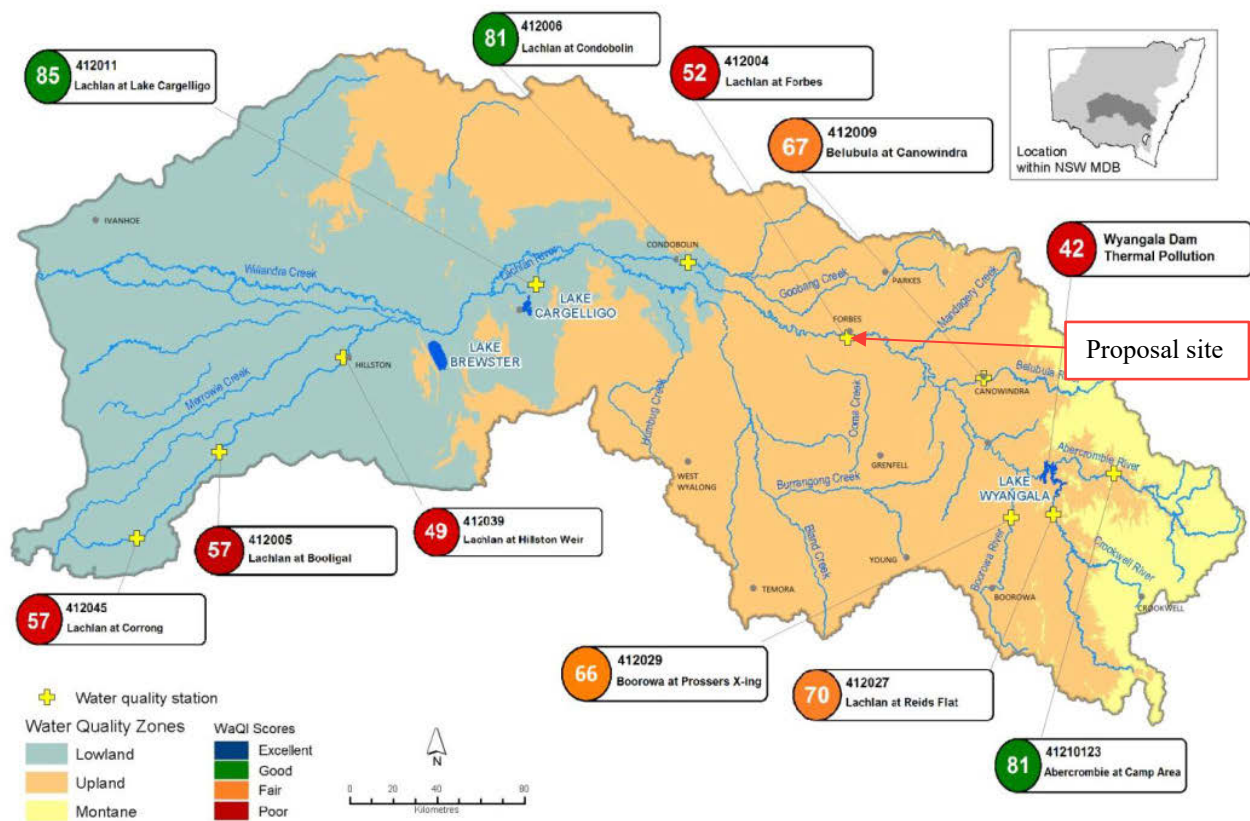 81
412006
Lachlan at Condobolin
85
412011
Lachlan at Lake Cargelligo
52
412004
Lachlan at Forbes
67
412009
Belubula at Canowindra
Location
within NSW MDB
42
Wyangala Dam
Thermal Pollution
IVANHOE
CONDOBOLIN
Lachlan River
Willandra Creek
Goobang Creek
PARKES
Mandagery Creek
LAKE
CARGELLIGO
FORBES
Proposal site
LAKE
BREWSTER
HILLSTON
Merrowie Creek
Belubula
CANOWINDRA
Humbug Creek
Ooma Creek
WEST
WYALONG
GRENFELL
Burrangong Creek
Abercrombie River
LAKE
WYANGALA
Bland Creek
YOUNG
Boorowa River
Crookwell River
TEMORA
BOOROWA
CROOKWELL
49
412039
Lachlan at Hillston Weir
57
412005
Lachlan at Booligal
57
412045
Lachlan at Corrong
66
412029
Boorowa at Prossers X-ing
70
412027
Lachlan at Reids Flat
81
41210123
Abercrombie at Camp Area
Water quality station
Water Quality Zones
Lowland
Upland
Montane
WaQI Scores
Excellent
Good
Fair
Poor
N
0 20 40 80
Kilometres